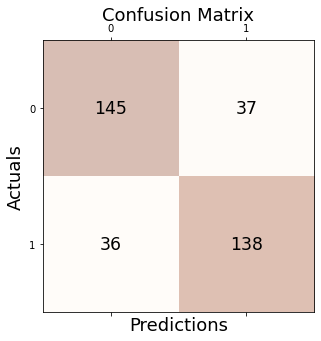 Confusion Matrix
0 1
0 145 37
Actuals
1 36 138
Predictions